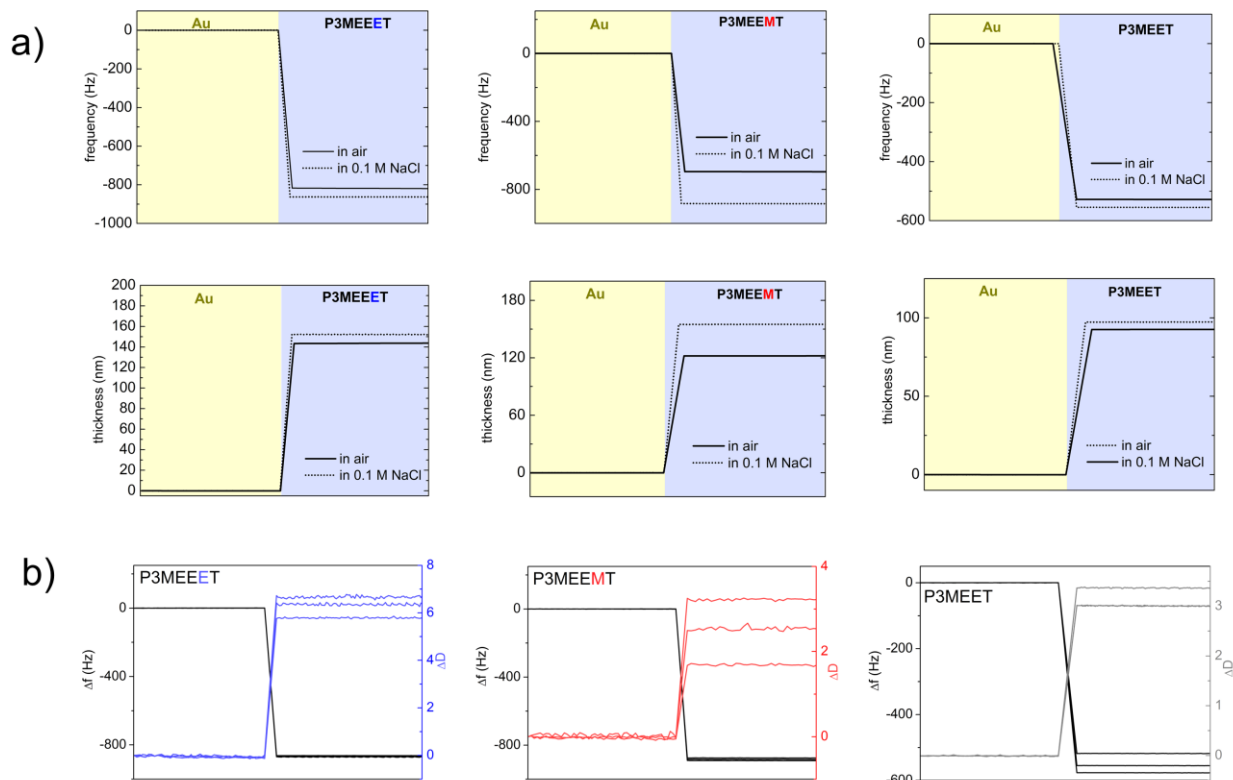 a)
Au
P3MEEET
frequency (Hz)
0
-200
-400
-600
-800
-1000
in air
in 0.1 M NaCl
Au
P3MEEMT
frequency (Hz)
0
-400
-800
in air
in 0.1 M NaCl
Au
P3MEET
frequency (Hz)
0
-200
-400
-600
in air
in 0.1 M NaCl
Au
P3MEEET
thickness (nm)
200
180
160
140
120
100
80
60
40
20
0
in air
in 0.1 M NaCl
Au
P3MEEMT
thickness (nm)
180
120
60
0
in air
in 0.1 M NaCl
Au
P3MEET
thickness (nm)
100
50
0
in air
in 0.1 M NaCl
b)
P3MEEET
Δf (Hz)
0
-400
-800
8
6
4
2
0
ΔD
P3MEEMT
Δf (Hz)
0
-400
-800
4
2
0
ΔD
P3MEET
Δf (Hz)
0
-100
-200
-300
-400
-500
-600
3
2
1
0
ΔD